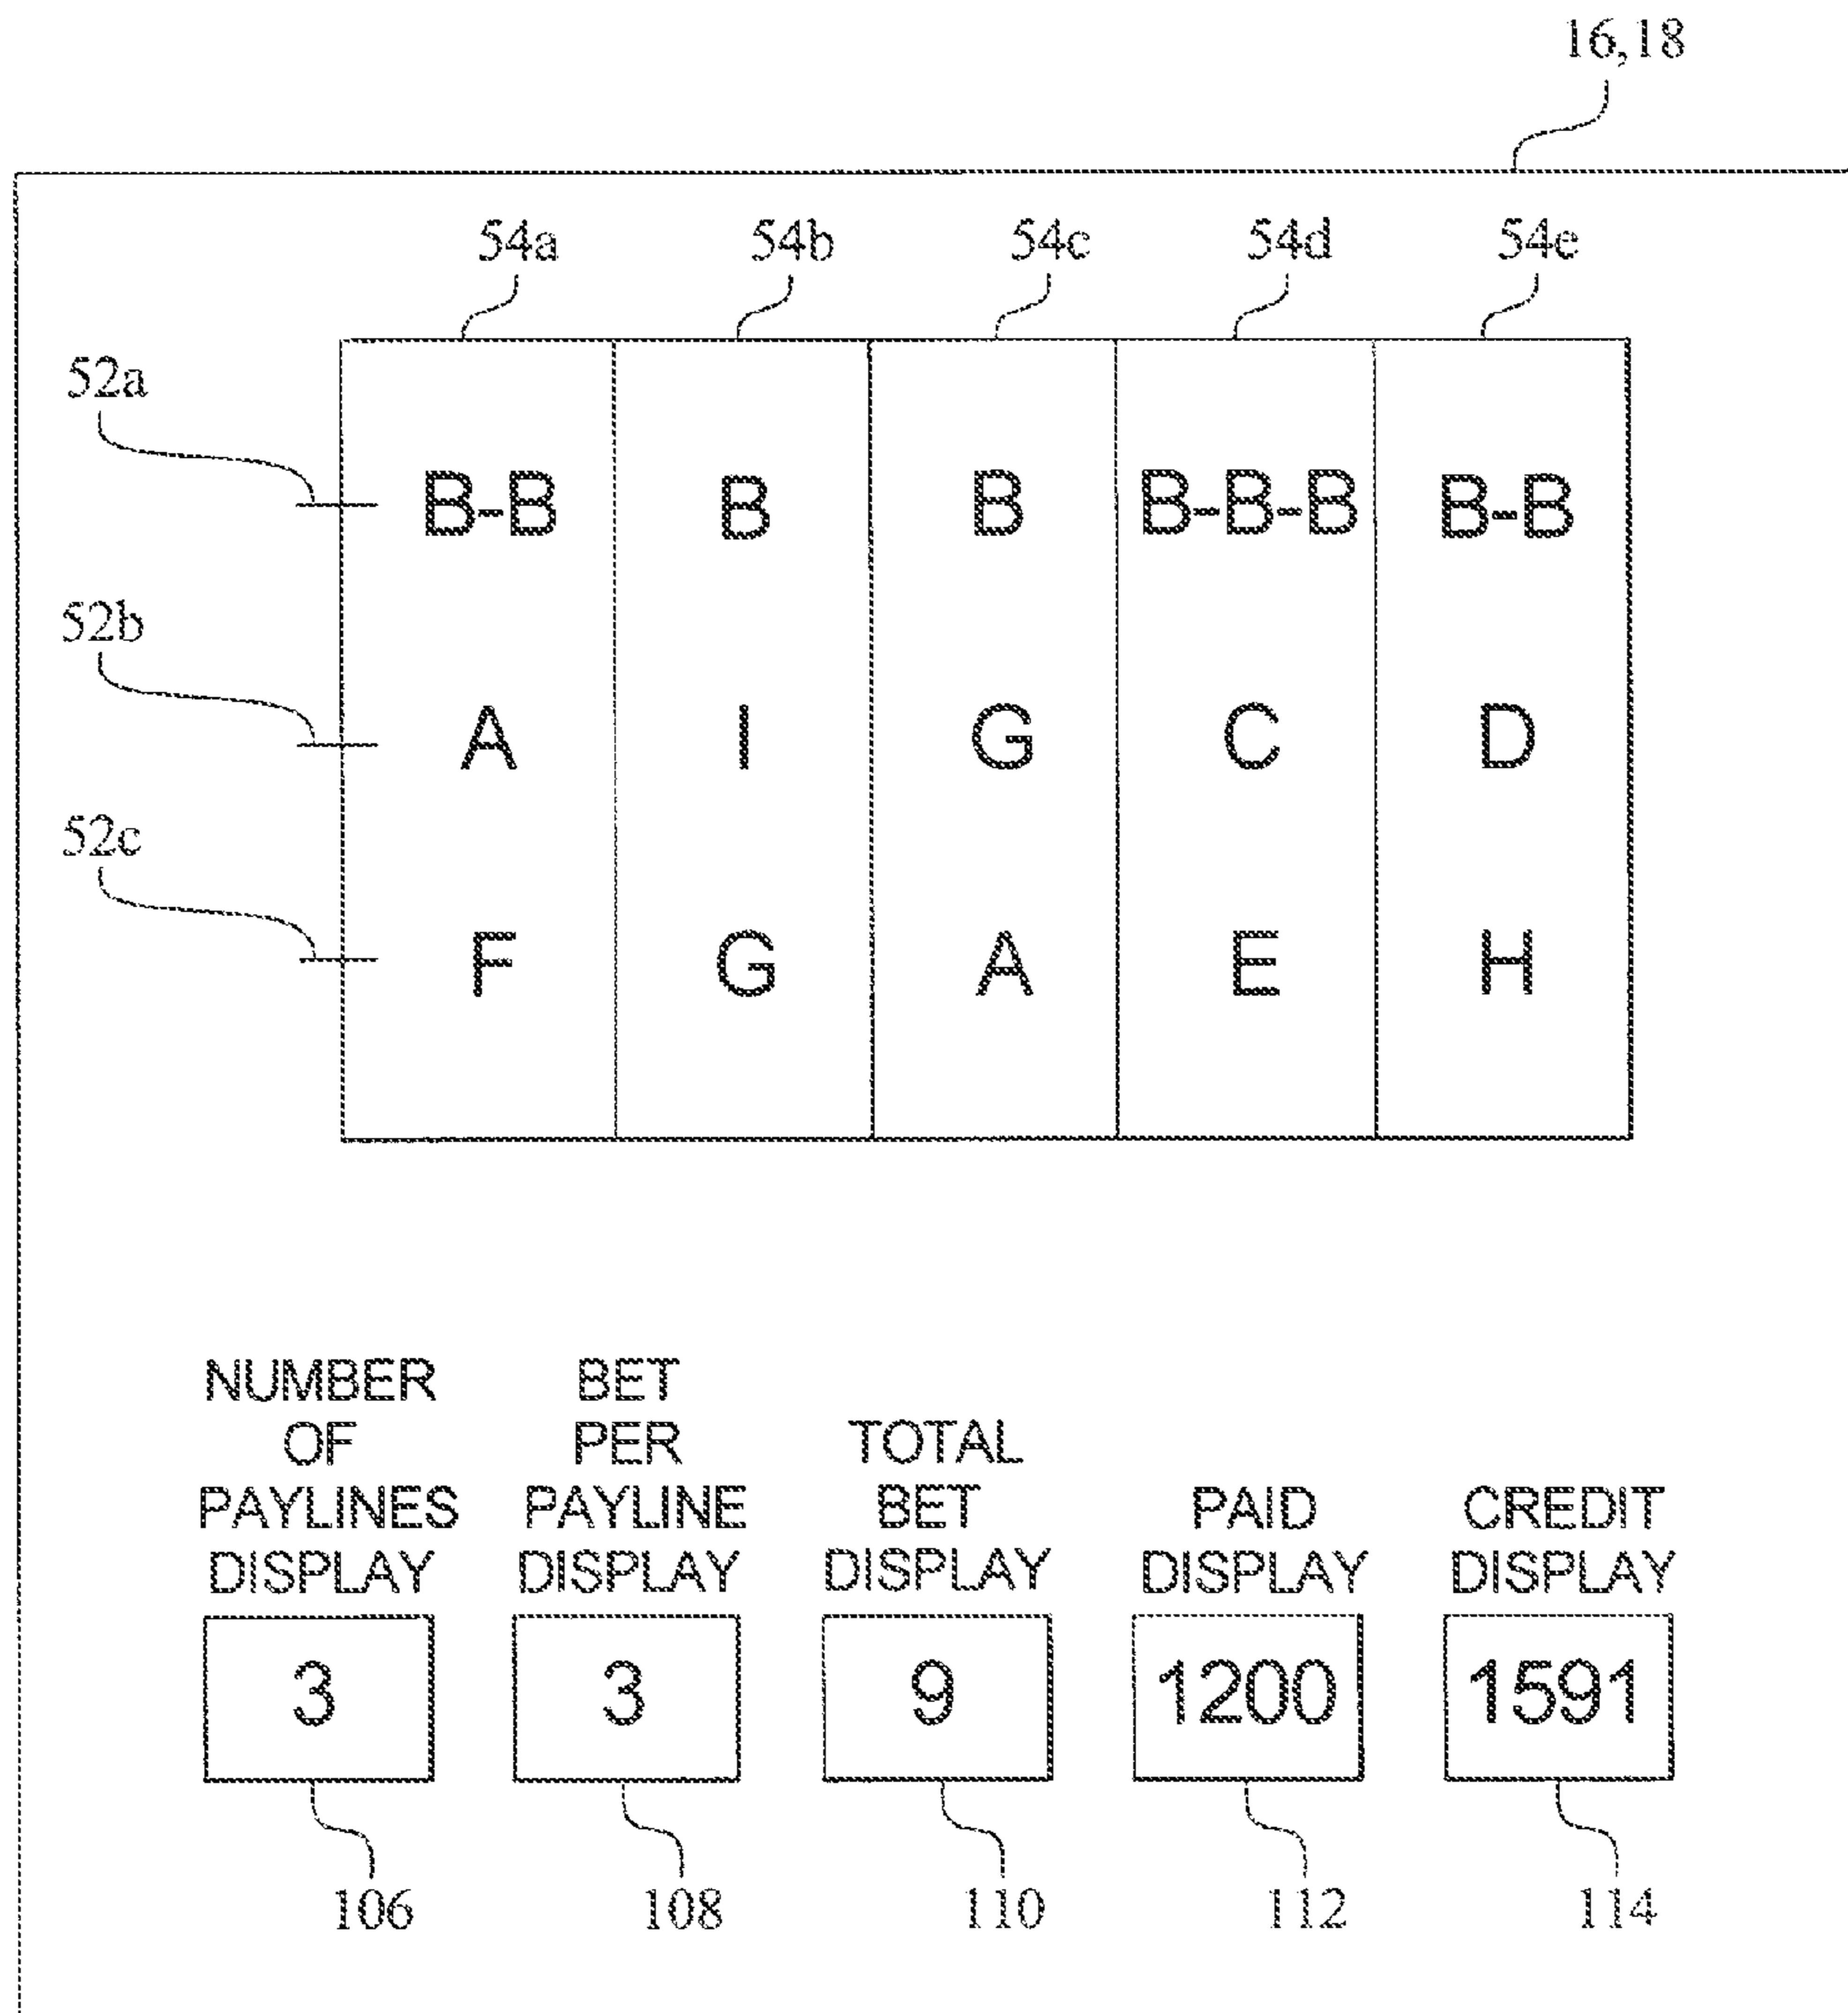 16,18
54a 54b 54c 54d 54e
52a
B-B B B B-B-B B-B
52b
A I G C D
52c
F G A E H
NUMBER OF PAYLINES DISPLAY
BET PER PAYLINE DISPLAY
TOTAL BET DISPLAY
PAID DISPLAY
CREDIT DISPLAY
3 3 9 1200 1591
106 108 110 112 114